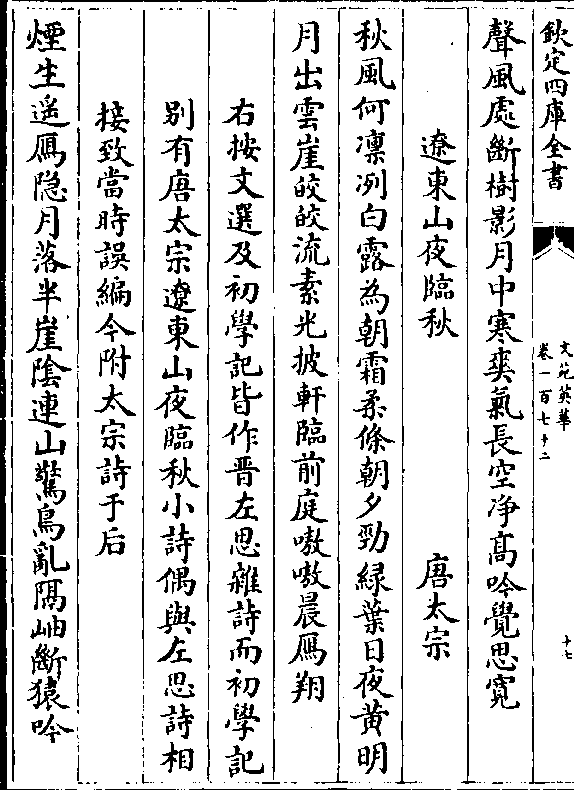 欽定四庫全書
文苑英華
卷一百七十二
十七
聲風處斷樹影月中寒爽氣長空浄髙吟覺思寛
遼東山夜臨秋 唐太宗
秋風何凜冽白露為朝霜柔條朝夕勁緑葉日夜黄明
月出雲崖皎皎流素光披軒臨前庭嗷嗷晨鴈翔
右按文選及初學記皆作晋左思雜詩而初學記
别有唐太宗遼東山夜臨秋小詩偶與左思詩相
接致當時誤編今附太宗詩于后
煙生遥鴈隐月落半崖陰連山驚鳥亂隔岫斷猿吟